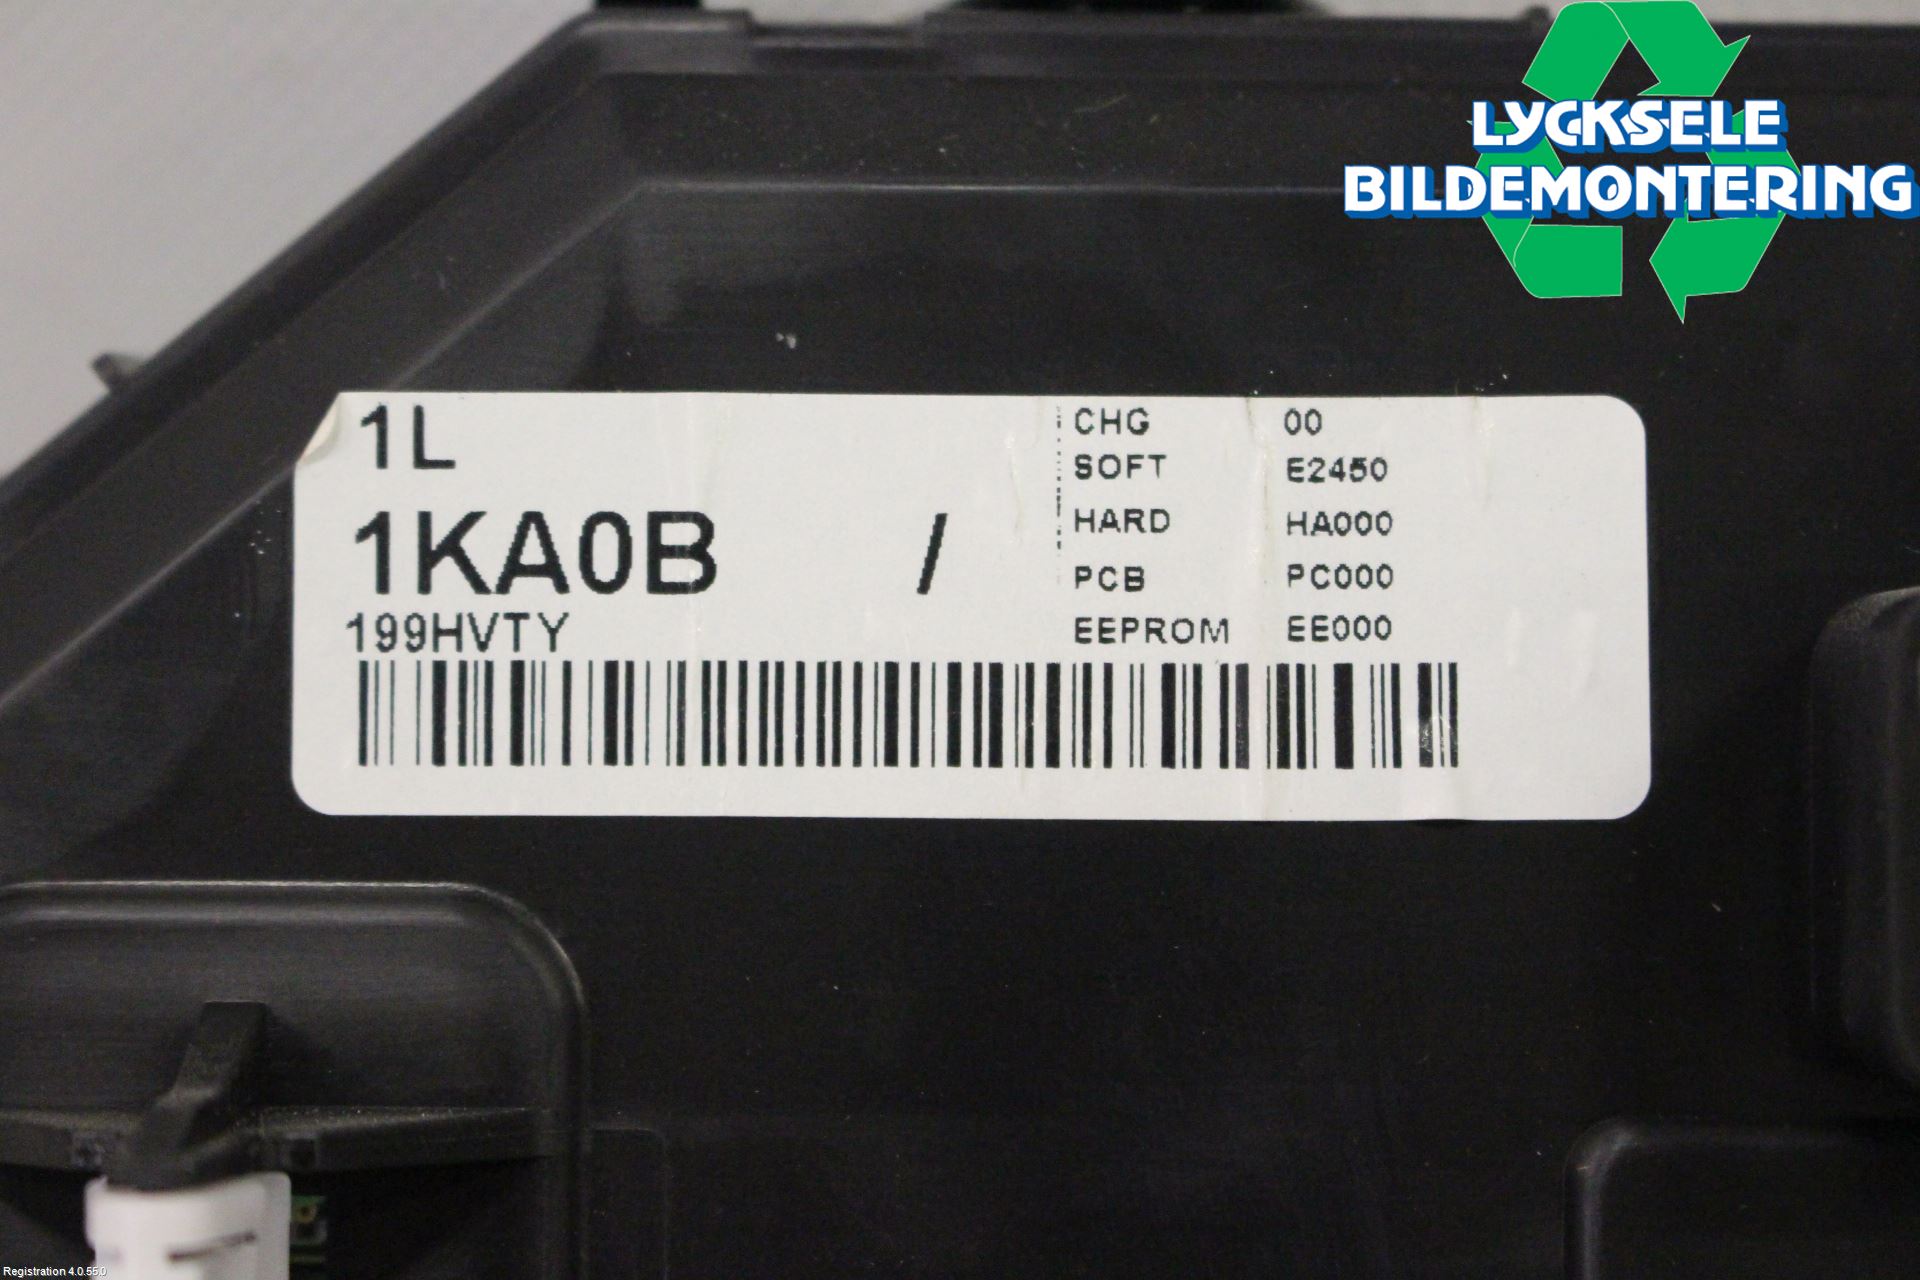 LYCKSELE
BILDEMONTERING
1L
1KA0B /
199HVTY
CHG 00
SOFT E2450
HARD HA000
PCB PC000
EEPROM EE000
Registration 4.0.55.0